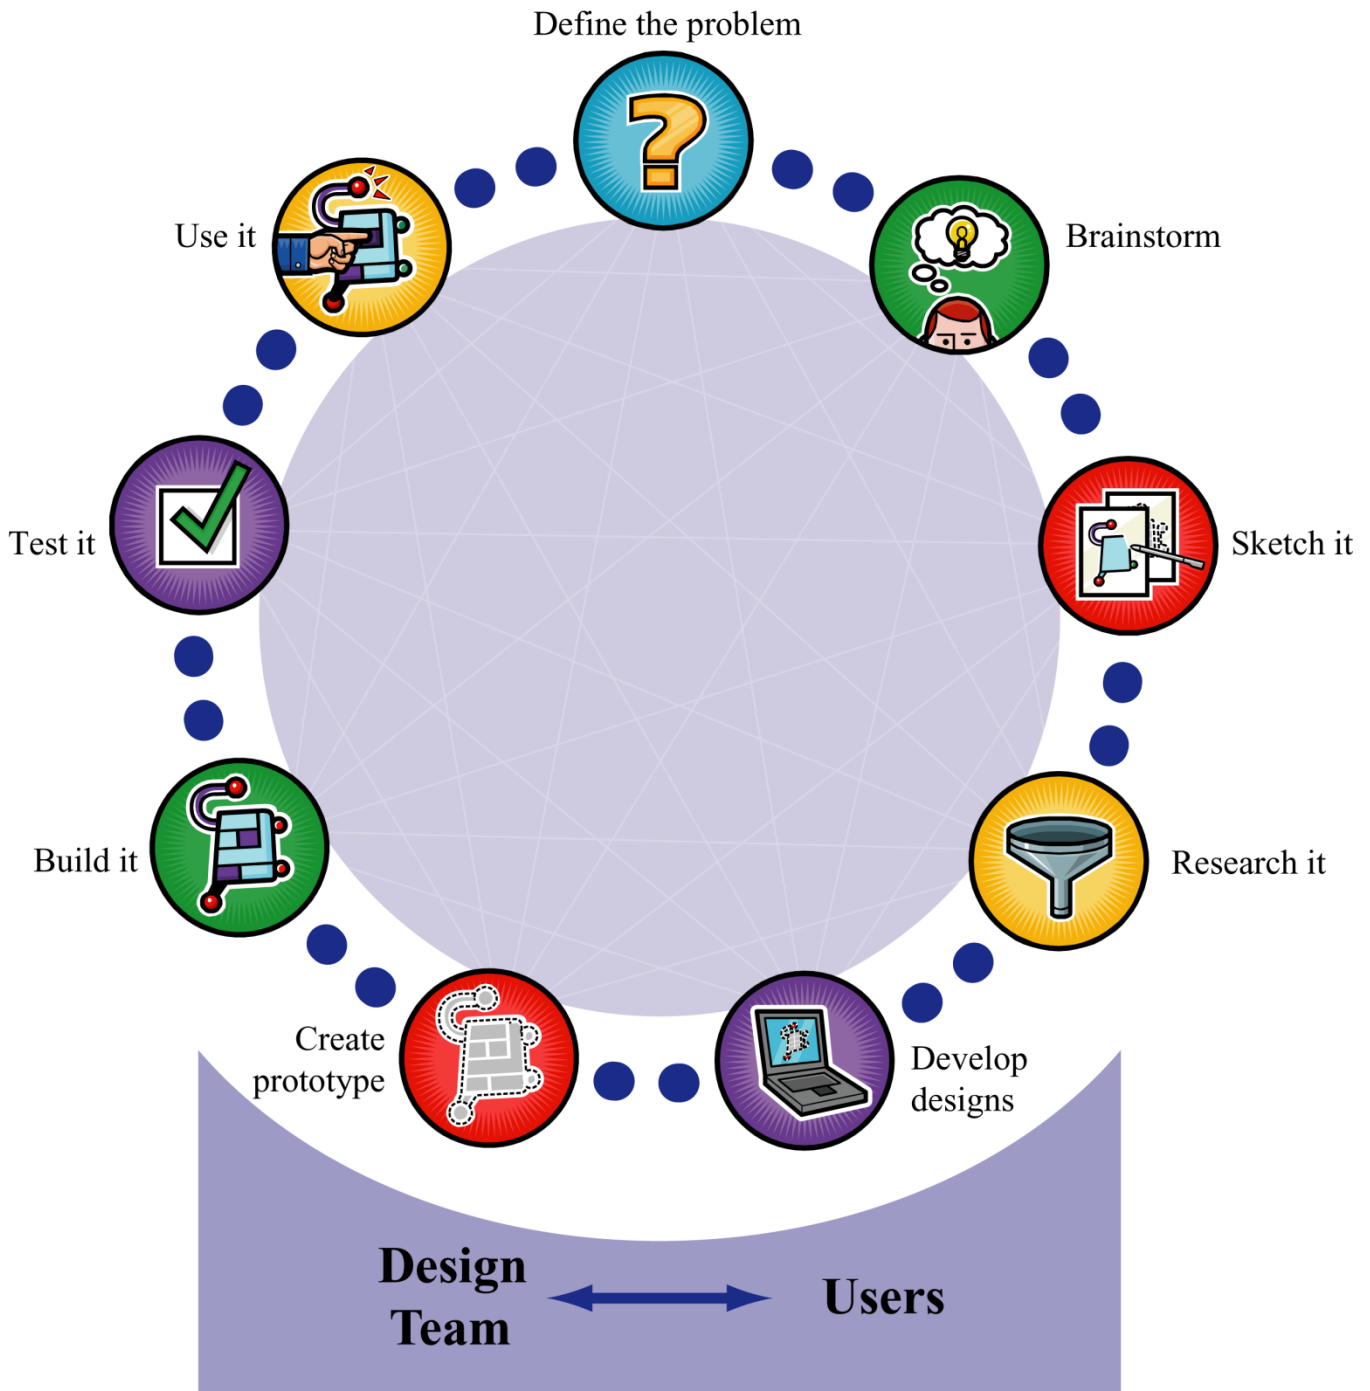 Define the problem
Brainstorm
Sketch it
Research it
Develop
designs
Create
prototype
Build it
Test it
Use it
Design
Team
Users